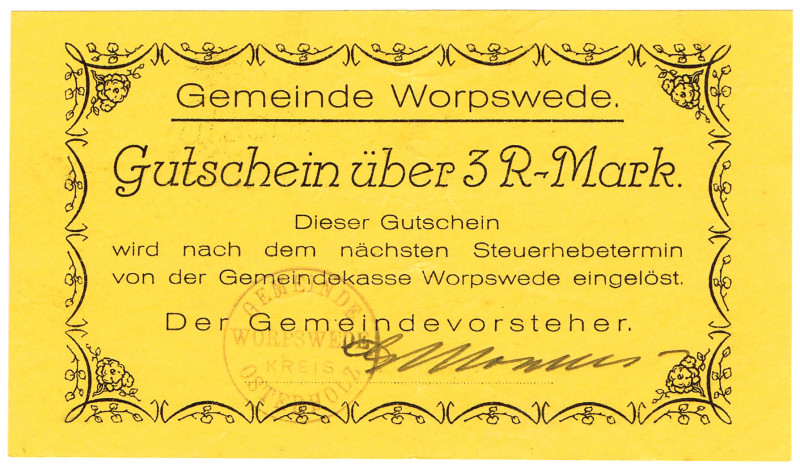 Gemeinde Worpswede.
Gutschein über 3 R-Mark.
Dieser Gutschein
wird nach dem nächsten Steuerhebetermin
von der Gemeindekasse Worpswede eingelöst.
Der Gemeindevorsteher.
GEMEINDE
WORPSWEDE
KREIS
OSTERHOLZ